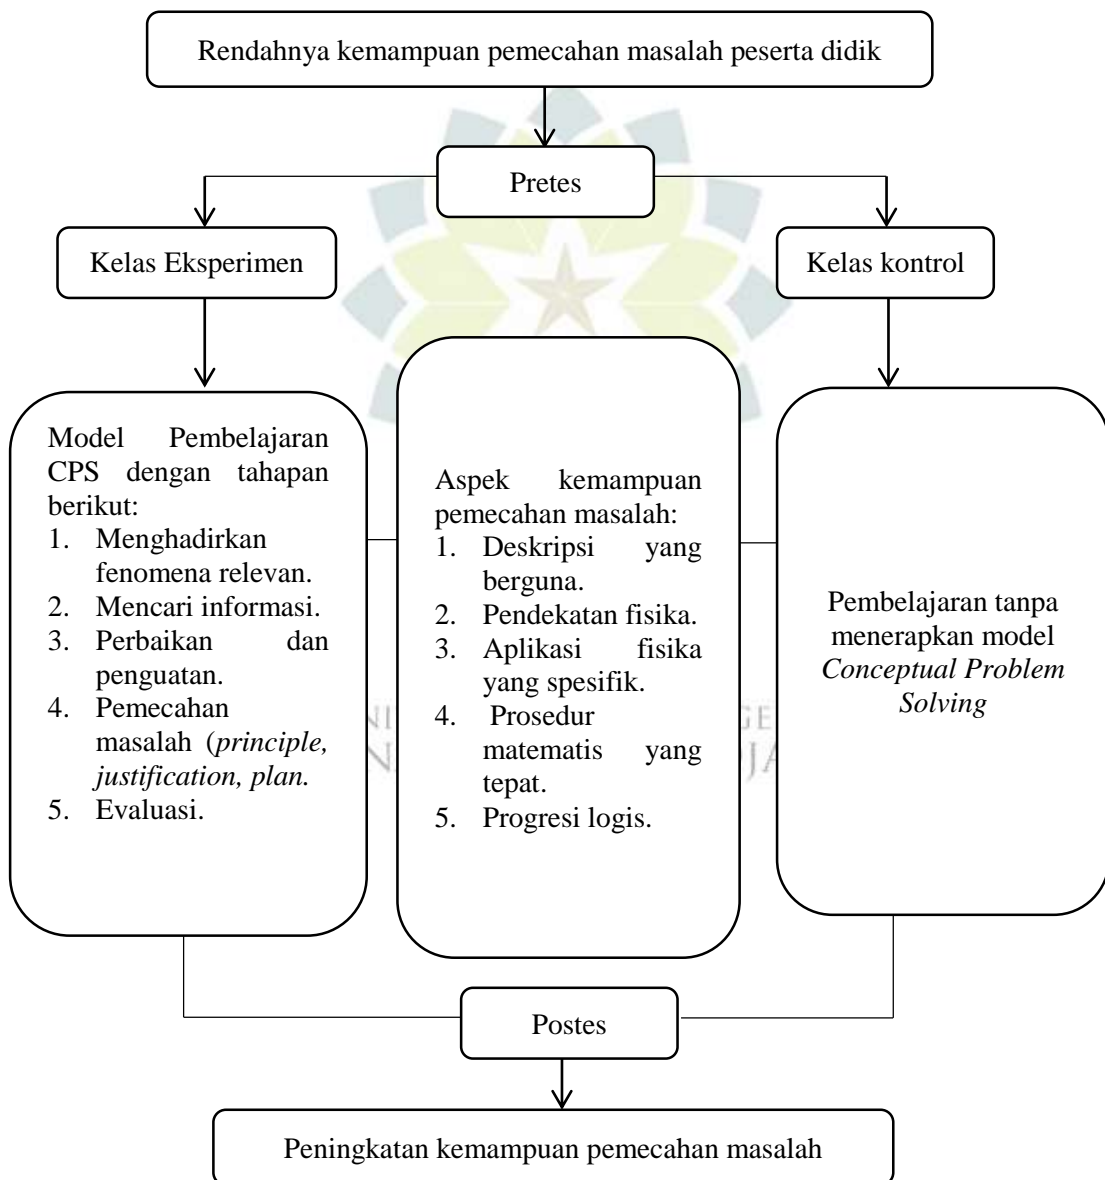 Rendahnya kemampuan pemecahan masalah peserta didik
Pretes
Kelas Eksperimen
Kelas kontrol
Model Pembelajaran
CPS dengan tahapan
berikut:
1. Menghadirkan
fenomena relevan.
2. Mencari informasi.
3. Perbaikan dan
penguatan.
4. Pemecahan
masalah (principle,
justification, plan.
5. Evaluasi.
Aspek kemampuan
pemecahan masalah:
1. Deskripsi yang
berguna.
2. Pendekatan fisika.
3. Aplikasi fisika
yang spesifik.
4. Prosedur
matematis yang
tepat.
5. Progresi logis.
Pembelajaran tanpa
menerapkan model
Conceptual Problem
Solving
Postes
Peningkatan kemampuan pemecahan masalah